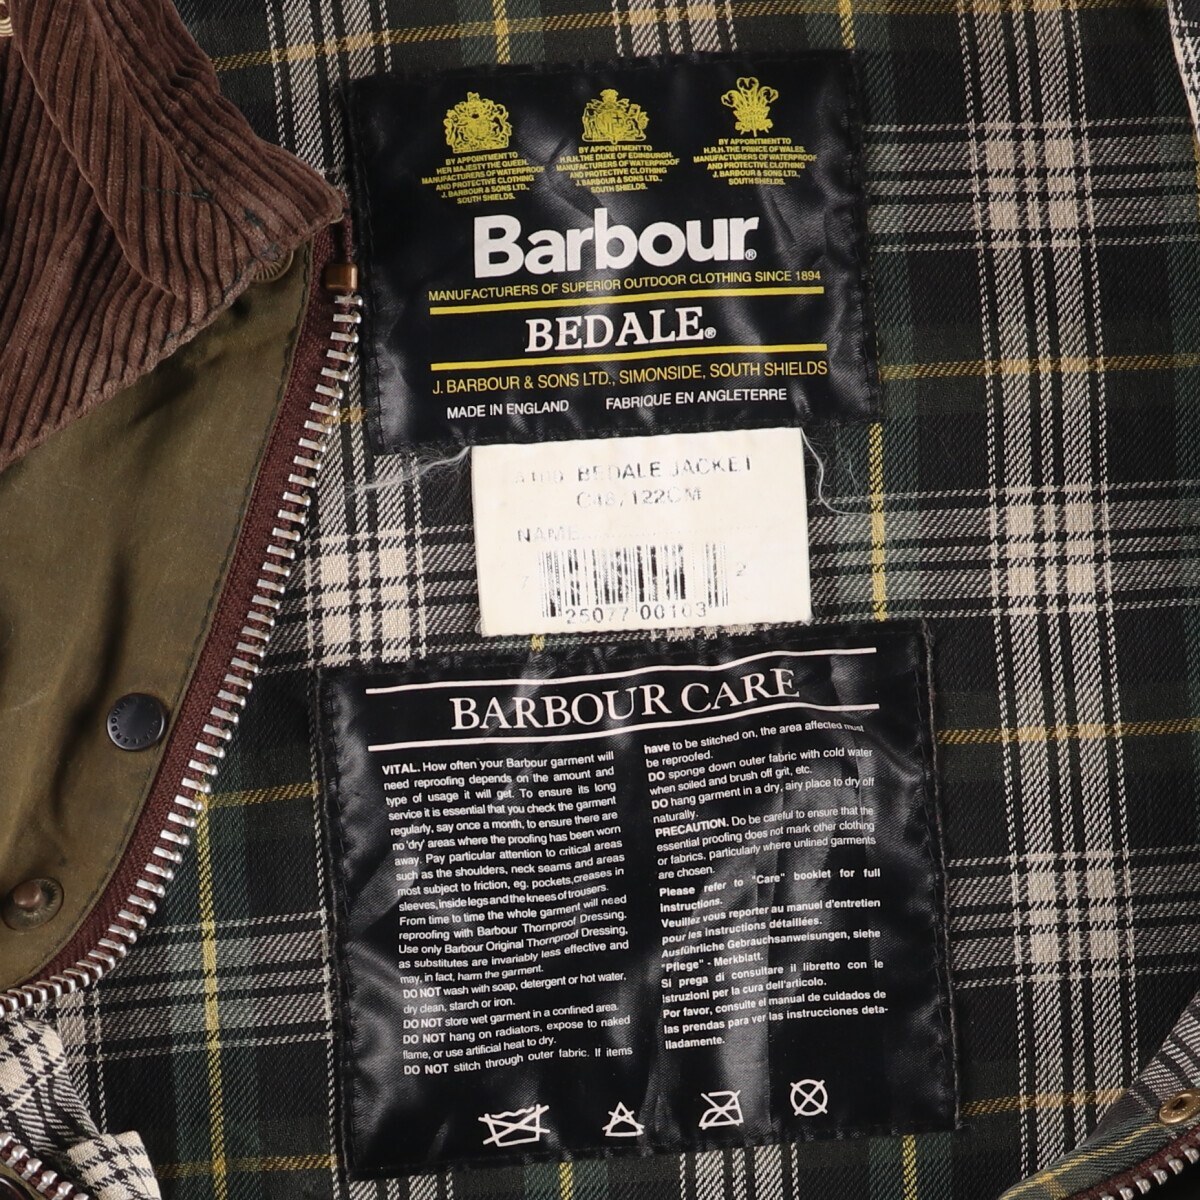 BY APPOINTMENT TO
HER MAJESTY THE QUEEN.
MANUFACTURERS OF WATERPROOF
AND PROTECTIVE CLOTHING
J. BARBOUR & SONS LTD.,
SOUTH SHIELDS.
BY APPOINTMENT TO
H.R.H. THE DUKE OF EDINBURGH.
MANUFACTURERS OF WATERPROOF
AND PROTECTIVE CLOTHING
J. BARBOUR & SONS LTD.
SOUTH SHIELDS.
BY APPOINTMENT TO
H.R.H. THE PRINCE OF WALES.
MANUFACTURERS OF WATERPROOF
AND PROTECTIVE CLOTHING
J. BARBOUR & SONS LTD.
SOUTH SHIELDS.
Barbour®
MANUFACTURERS OF SUPERIOR OUTDOOR CLOTHING SINCE 1894
BEDALE®
J. BARBOUR & SONS LTD., SIMONSIDE, SOUTH SHIELDS
MADE IN ENGLAND FABRIQUE EN ANGLETERRE
BEDALE JACKET
C48, 122CM
NAME
7 25077 00103 2
BARBOUR CARE
VITAL. How often your Barbour garment will
need reproofing depends on the amount and
type of usage it will get. To ensure its long
service it is essential that you check the garment
regularly, say once a month, to ensure there are
no 'dry' areas where the proofing has been worn
away. Pay particular attention to critical areas
such as the shoulders, neck seams and areas
most subject to friction, eg. pockets, creases in
sleeves, inside legs and the knees of trousers.
From time to time the whole garment will need
reproofing with Barbour Thornproof Dressing.
Use only Barbour Original Thornproof Dressing,
as substitutes are invariably less effective and
may, in fact, harm the garment.
DO NOT wash with soap, detergent or hot water,
dry clean, starch or iron.
DO NOT store wet garment in a confined area.
DO NOT hang on radiators, expose to naked
flame, or use artificial heat to dry.
DO NOT stitch through outer fabric. If items
have to be stitched on, the area affected must
be reproofed.
DO sponge down outer fabric with cold water
when soiled and brush off grit, etc.
DO hang garment in a dry, airy place to dry off
naturally.
PRECAUTION. Do be careful to ensure that the
essential proofing does not mark other clothing
or fabrics, particularly where unlined garments
are chosen.
Please refer to "Care" booklet for full
Instructions.
Veuillez vous reporter au manuel d'entretien
pour les Instructions détaillées.
Ausführliche Gebrauchsanweisungen, siehe
"Pflege" - Merkblatt.
Si prega di consultare il libretto con le
Istruzioni per la cura dell'articolo.
Por favor, consulte el manual de cuidados de
las prendas para ver las instrucciones deta-
lladamente.